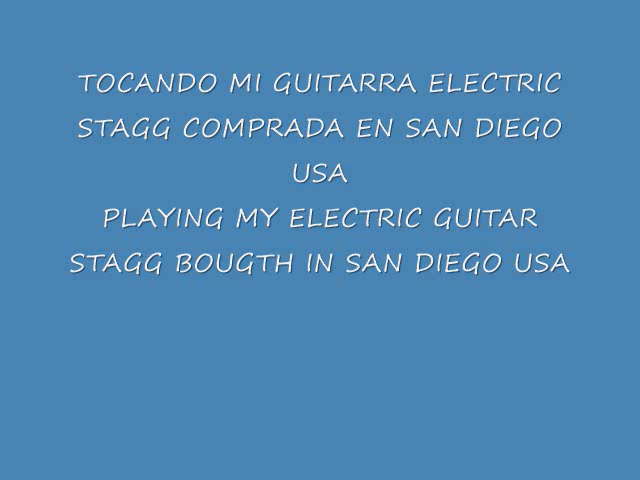 TOCANDO MI GUITARRA ELECTRIC
STAGG COMPRADA EN SAN DIEGO
USA
PLAYING MY ELECTRIC GUITAR
STAGG BOUGTH IN SAN DIEGO USA